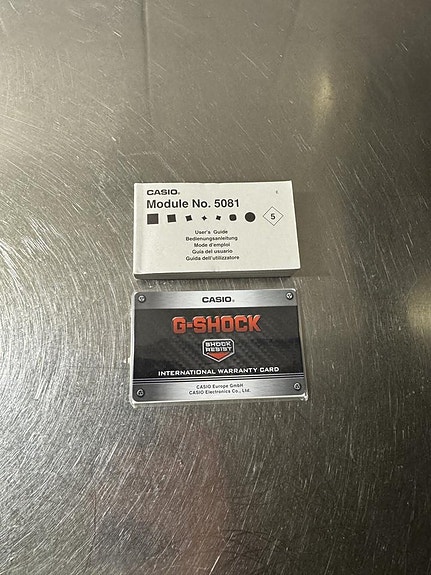 CASIO®
Module No. 5081
5
User's Guide
Bedienungsanleitung
Mode d'emploi
Guía del usuario
Guida dell'utilizzatore
CASIO®
G-SHOCK
SHOCK
RESIST
INTERNATIONAL WARRANTY CARD
CASIO Europe GmbH
CASIO Electronics Co., Ltd.